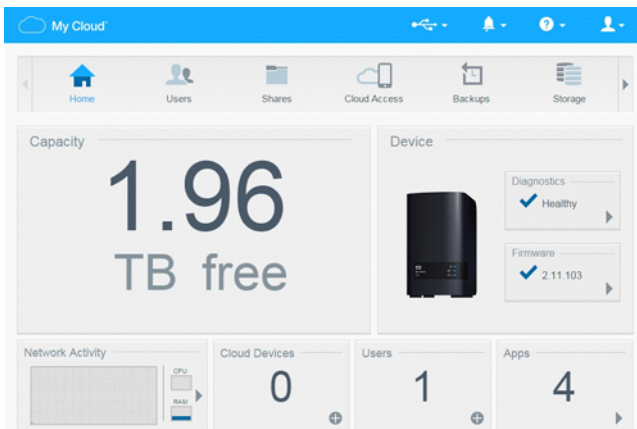 My Cloud™
Home
Users
Shares
Cloud Access
Backups
Storage
Capacity
1.96
TB free
Device
Diagnostics
Healthy
Firmware
2.11.103
Network Activity
CPU
RAM
Cloud Devices
0
Users
1
Apps
4